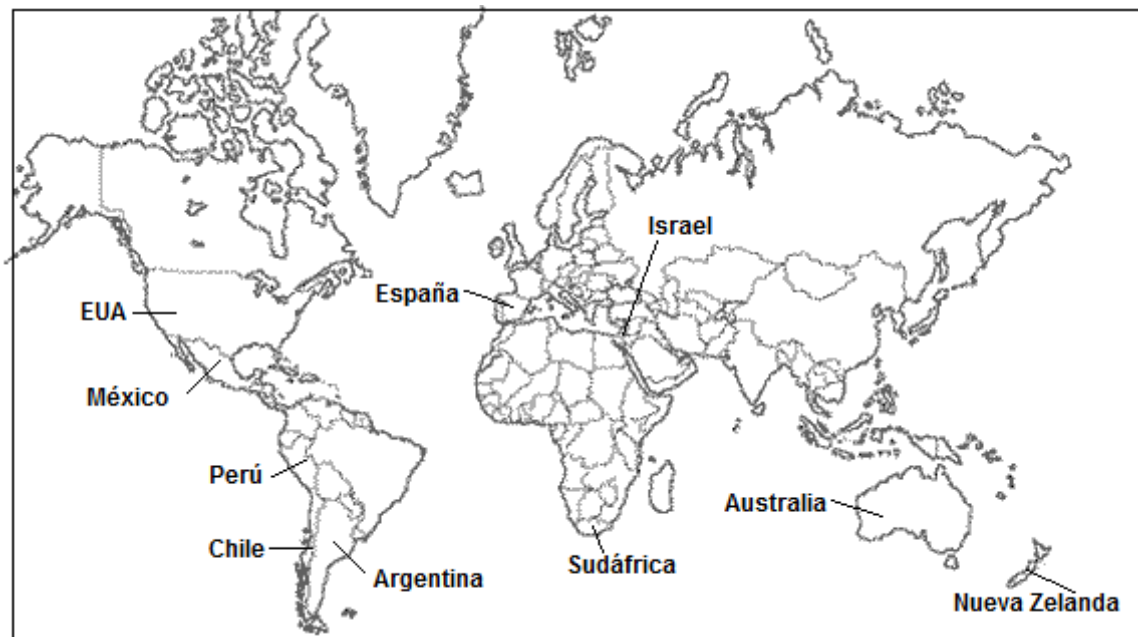 Israel
España
EUA
México
Perú
Australia
Chile
Sudáfrica
Argentina
Nueva Zelanda